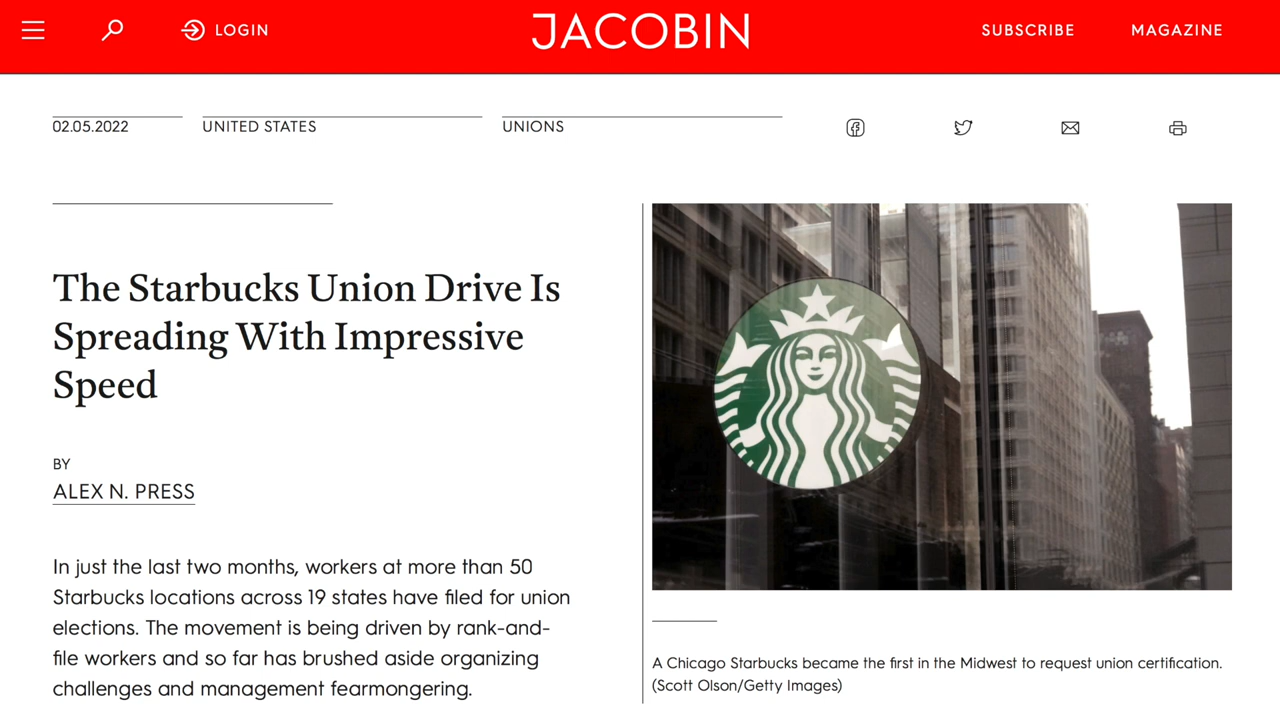 LOGIN
JACOBIN
SUBSCRIBE
MAGAZINE
02.05.2022
UNITED STATES
UNIONS
The Starbucks Union Drive Is
Spreading With Impressive
Speed
BY
ALEX N. PRESS
In just the last two months, workers at more than 50
Starbucks locations across 19 states have filed for union
elections. The movement is being driven by rank-and-
file workers and so far has brushed aside organizing
challenges and management fearmongering.
A Chicago Starbucks became the first in the Midwest to request union certification.
(Scott Olson/Getty Images)